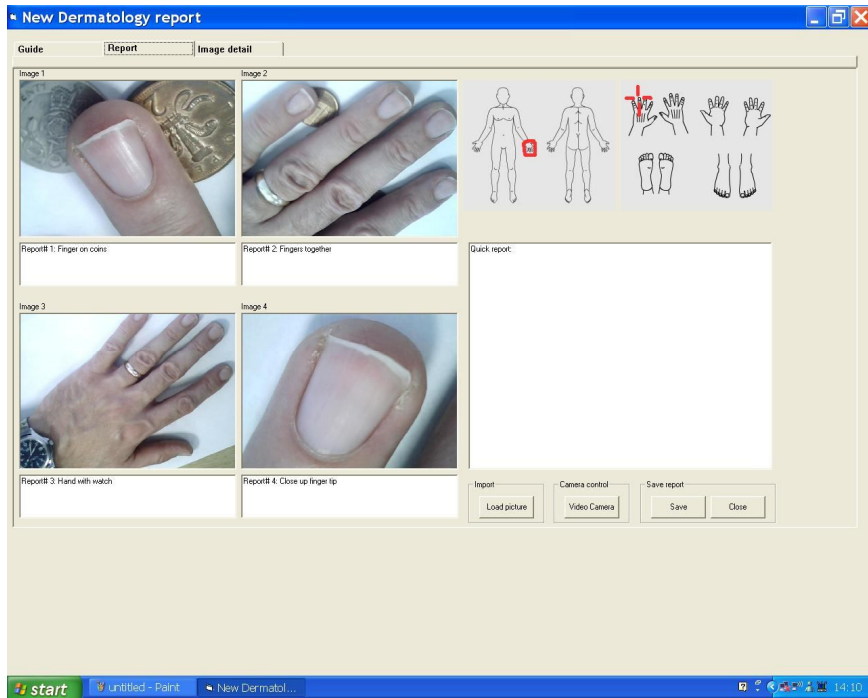 New Dermatology report
Guide
Report
Image detail
Image 1
Image 2
Report# 1: Finger on coins
Report# 2: Fingers together
Quick report:
Image 3
Image 4
Report# 3: Hand with watch
Report# 4: Close up finger tip
Import
Load picture
Camera control
Video Camera
Save report
Save
Close
start
untitled - Paint
New Dermatol...
14:10